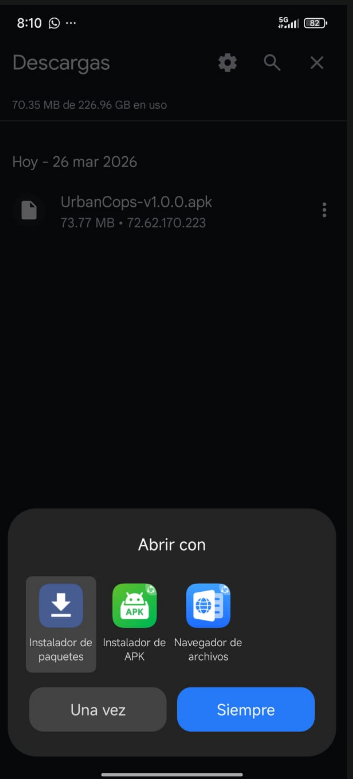 8:10 ...
5G 82
Descargas
70.35 MB de 226.96 GB en uso
Hoy - 26 mar 2026
UrbanCops-v1.0.0.apk
73.77 MB • 72.62.170.223
Abrir con
APK
Instalador de paquetes
Instalador de APK
Navegador de archivos
Una vez
Siempre